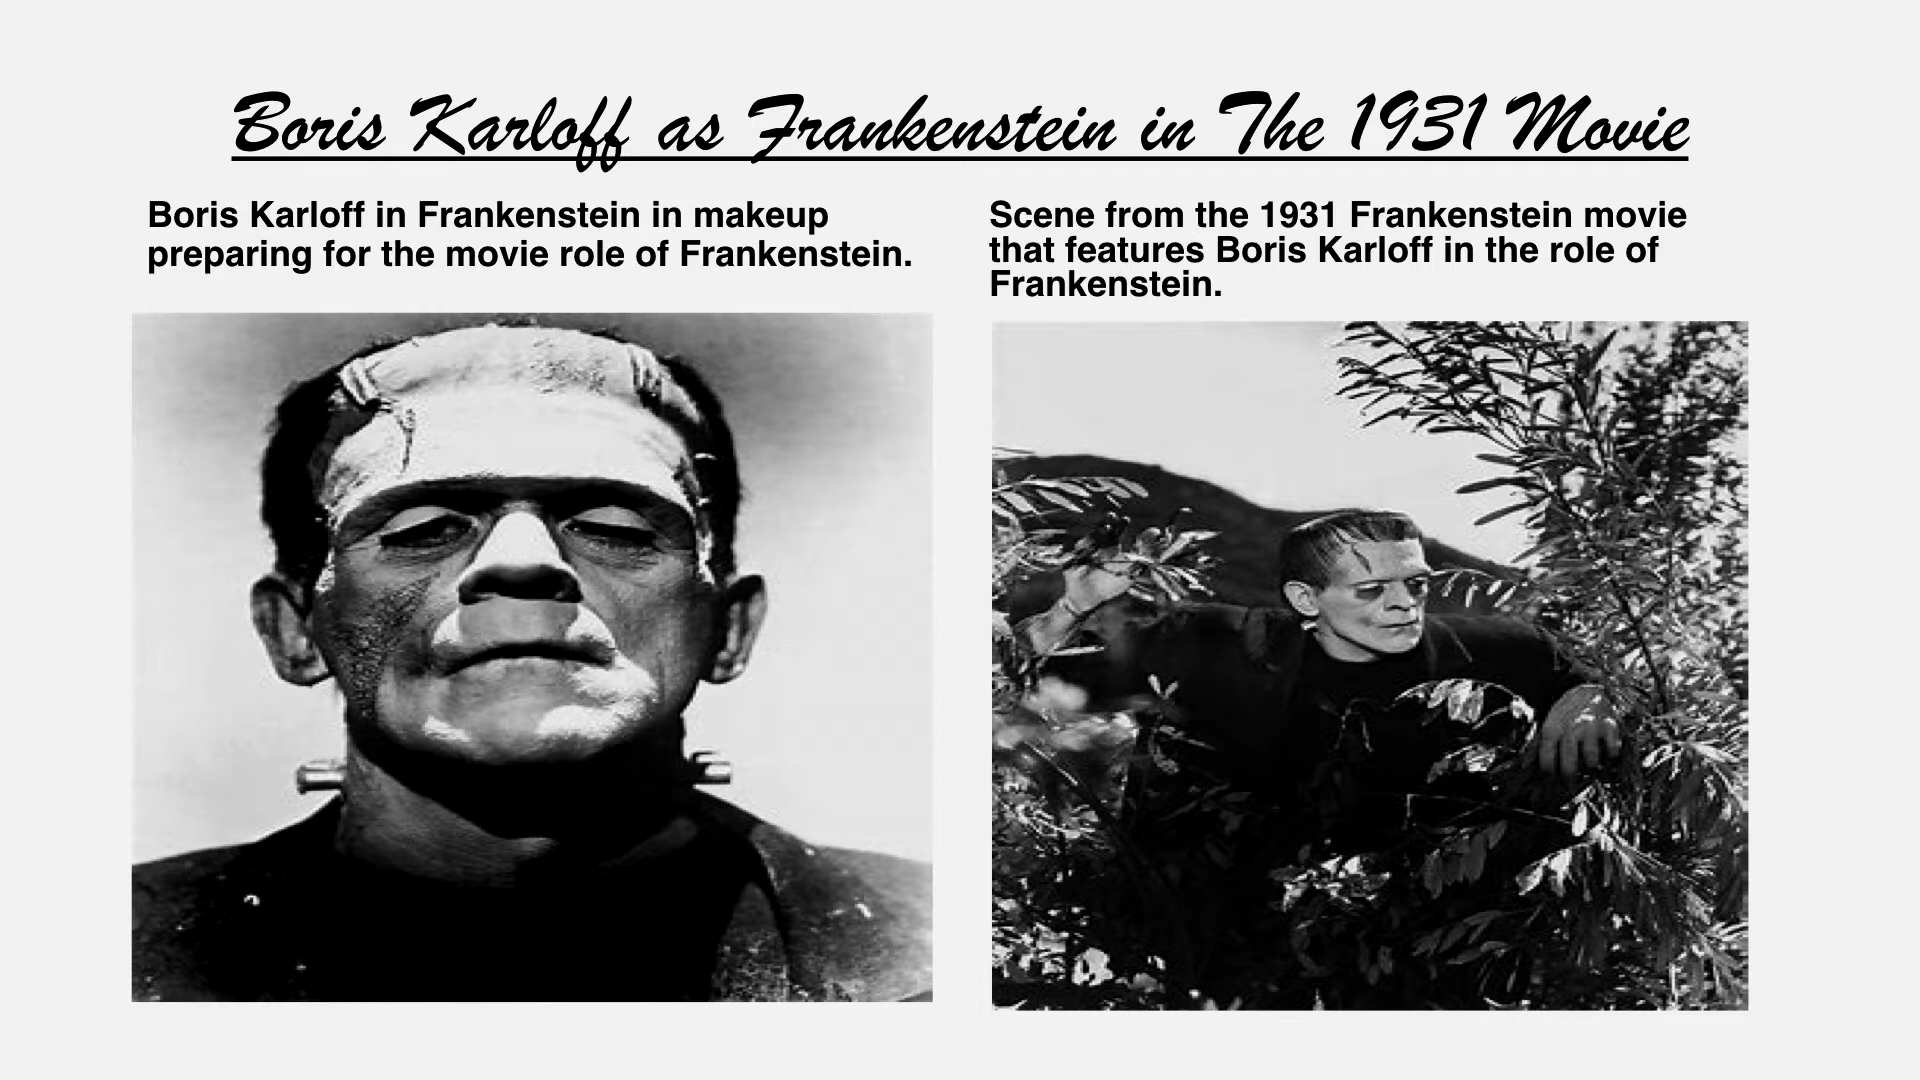 Boris Karloff as Frankenstein in The 1931 Movie
Boris Karloff in Frankenstein in makeup
preparing for the movie role of Frankenstein.
Scene from the 1931 Frankenstein movie
that features Boris Karloff in the role of
Frankenstein.